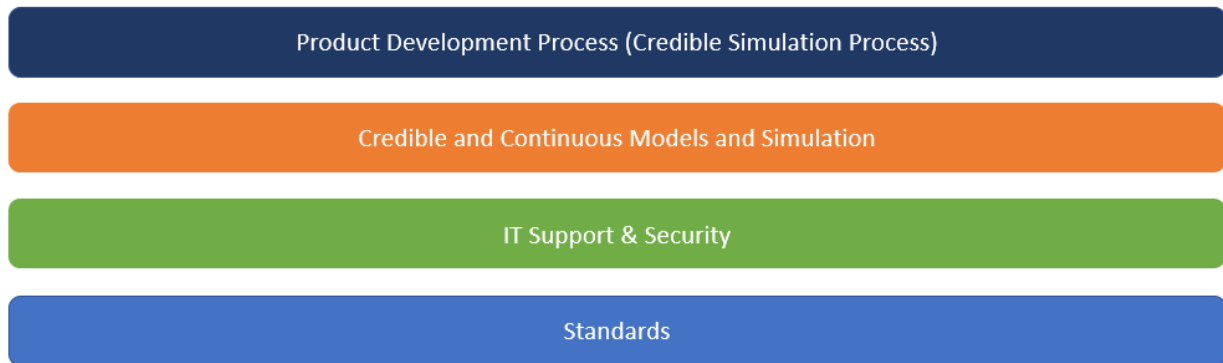 Product Development Process (Credible Simulation Process)
Credible and Continuous Models and Simulation
IT Support & Security
Standards